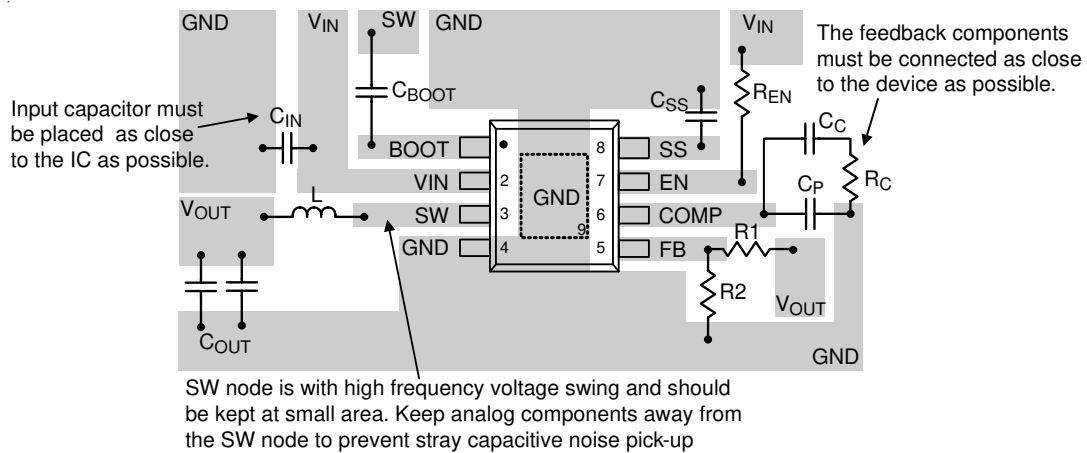 GND
VIN
SW
GND
VIN
The feedback components
must be connected as close
to the device as possible.
Input capacitor must
be placed as close
to the IC as possible.
CIN
CBOOT
CSS
REN
CC
RC
CP
BOOT
8
SS
VIN
2
GND
7
EN
VOUT
L
SW
3
6
COMP
GND
4
9
5
FB
R1
R2
VOUT
COUT
GND
SW node is with high frequency voltage swing and should
be kept at small area. Keep analog components away from
the SW node to prevent stray capacitive noise pick-up